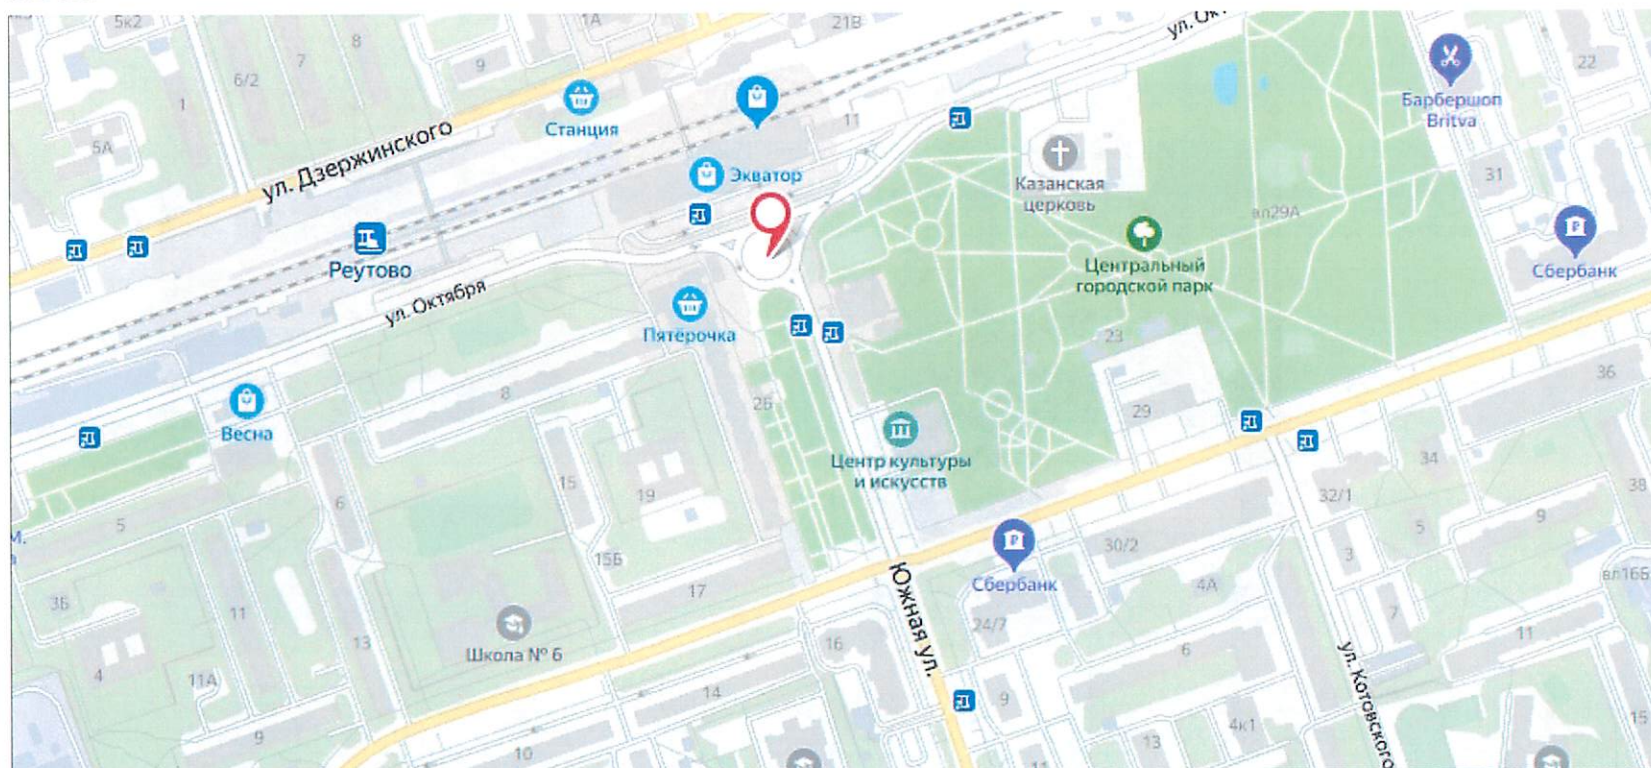 5к2
8
9
1А
21В
ул. Ок
22
7
6/2
1
5А
ул. Дзержинского
Станция
11
Барбершоп
Britva
Экватор
Казанская
церковь
31
вл29А
Реутово
Центральный
городской парк
Сбербанк
ул. Октября
Пятёрочка
23
8
2Б
29
36
Весна
Центр культуры
и искусств
34
5
6
15
19
32/1
38
9
5
3
30/2
15Б
17
Сбербанк
4А
вл16Б
3Б
11
13
Школа № 6
Южная ул.
24/7
7
11
16
6
4
11А
14
9
ул. Котовского
4к1
13
15
9
10
11